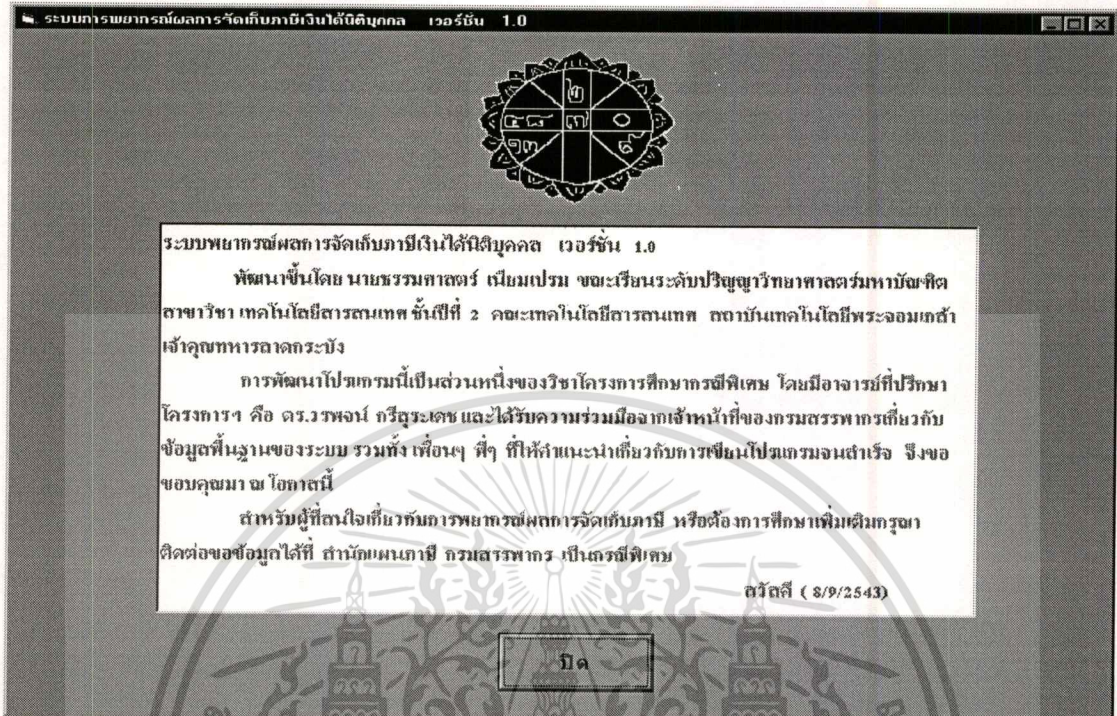 ระบบการพยากรณ์ผลการจัดเก็บภาษีเงินได้นิติบุคคล เวอร์ชั่น 1.0
๒
๕๘ ๗ ๐
๑๓ ๖
ระบบพยากรณ์ผลการจัดเก็บภาษีเงินได้นิติบุคคล เวอร์ชั่น 1.0
พัฒนาขึ้นโดย นายธรรมศาสตร์ เนียมเปรม ขณะเรียนระดับปริญญาวิทยาศาสตร์มหาบัณฑิต
สาขาวิชา เทคโนโลยีสารสนเทศ ชั้นปีที่ 2 คณะเทคโนโลยีสารสนเทศ สถาบันเทคโนโลยีพระจอมเกล้า
เจ้าคุณทหารลาดกระบัง
การพัฒนาโปรแกรมนี้เป็นส่วนหนึ่งของวิชาโครงการศึกษากรณีพิเศษ โดยมีอาจารย์ที่ปรึกษา
โครงการฯ คือ ดร.วรพจน์ กรีสุระเดช และได้รับความร่วมมือจากเจ้าหน้าที่ของกรมสรรพากรเกี่ยวกับ
ข้อมูลพื้นฐานของระบบ รวมทั้ง เพื่อนๆ พี่ๆ ที่ให้คำแนะนำเกี่ยวกับการเขียนโปรแกรมจนสำเร็จ จึงขอ
ขอบคุณมา ณ โอกาสนี้
สำหรับผู้ที่สนใจเกี่ยวกับการพยากรณ์ผลการจัดเก็บภาษี หรือต้องการศึกษาเพิ่มเติมกรุณา
ติดต่อขอข้อมูลได้ที่ สำนักแผนภาษี กรมสรรพากร เป็นกรณีพิเศษ
สวัสดี ( 8/9/2543)
ปิด